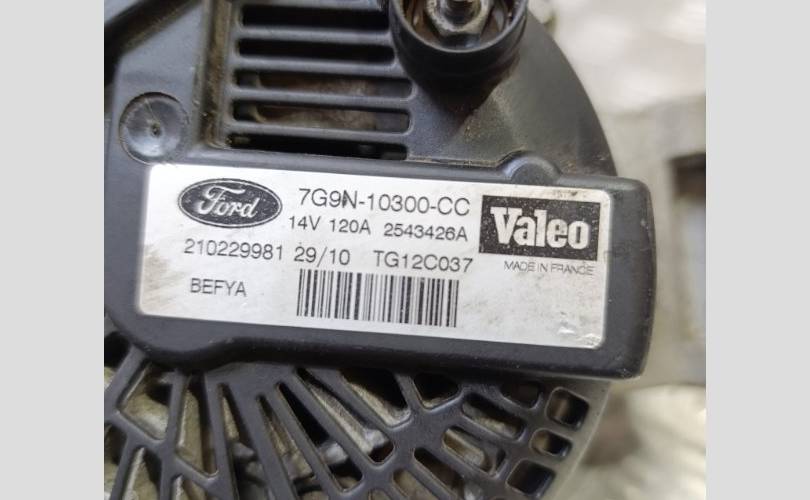 Ford 7G9N-10300-CC Valeo
14V 120A 2543426A
210229981 29/10 TG12C037 MADE IN FRANCE
BEFYA